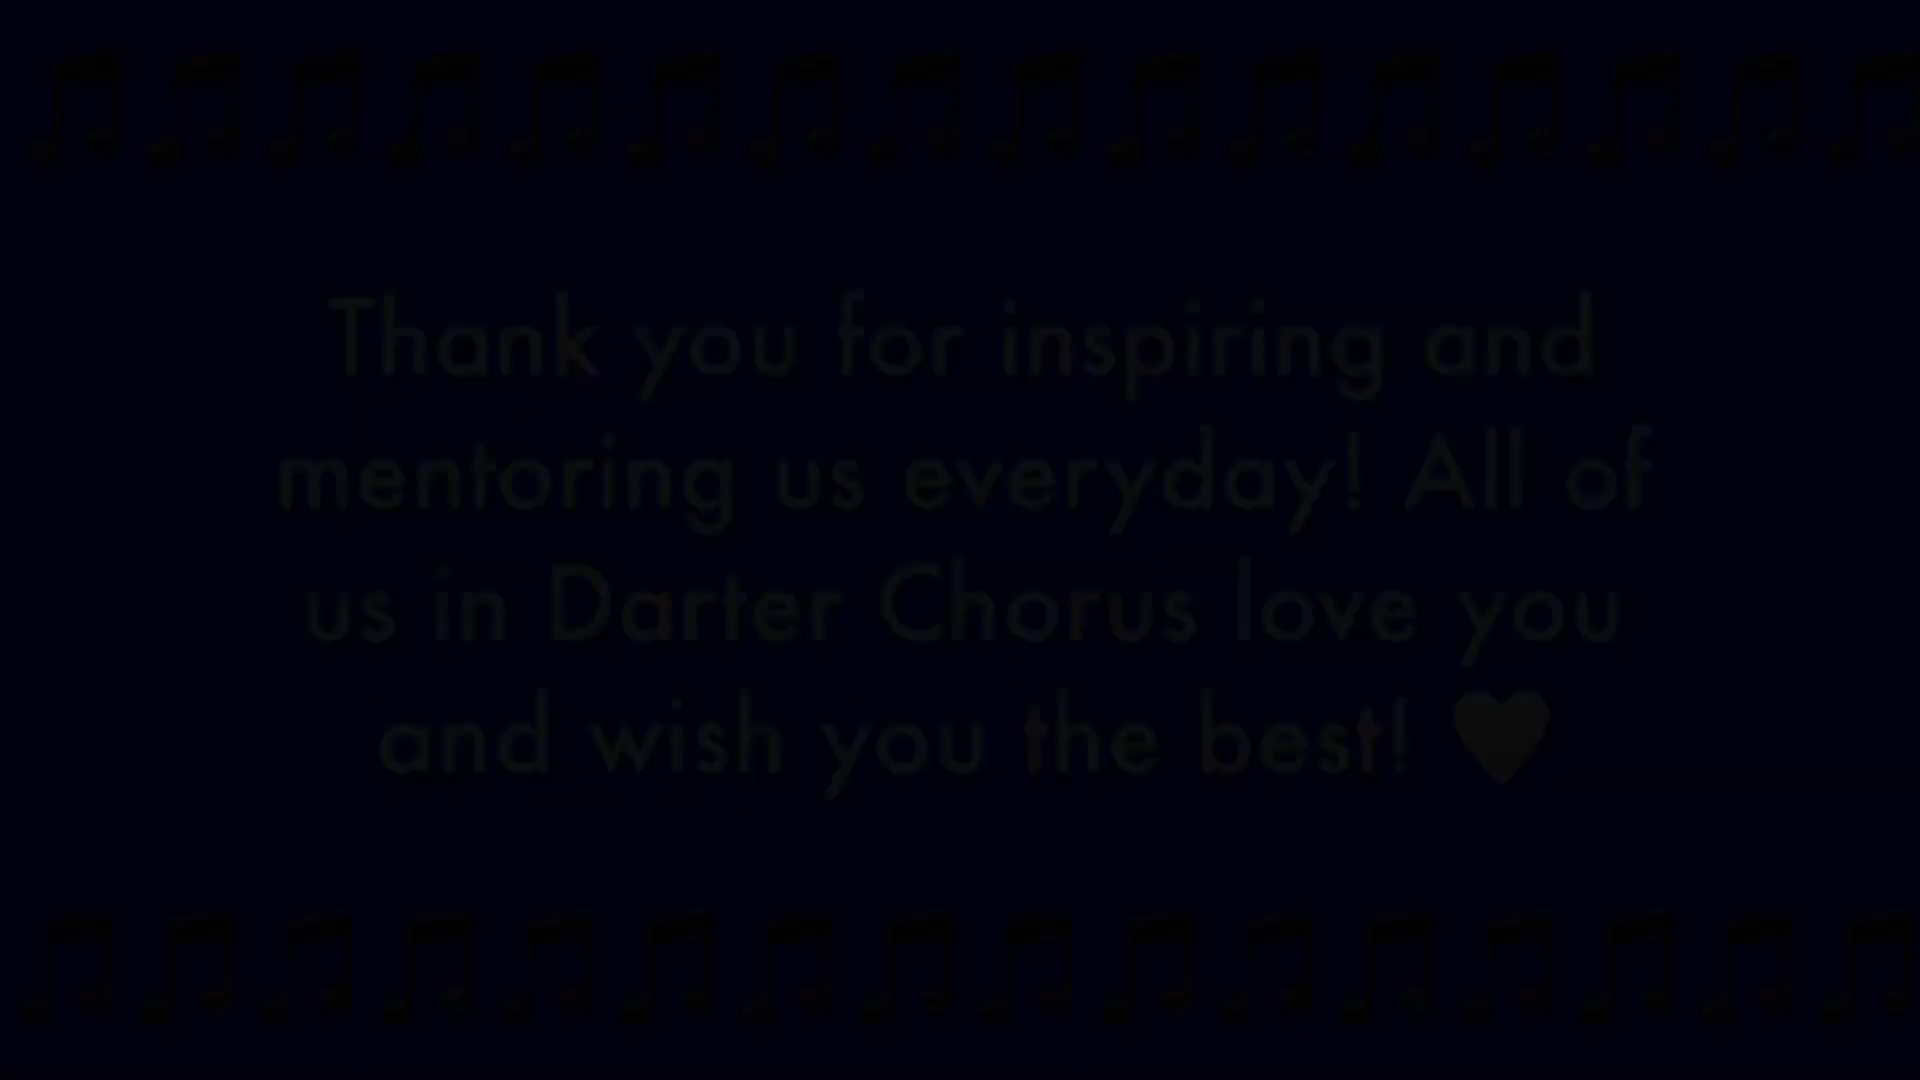 Thank you for inspiring and
mentoring us everyday! All of
us in Darter Chorus love you
and wish you the best! ♥